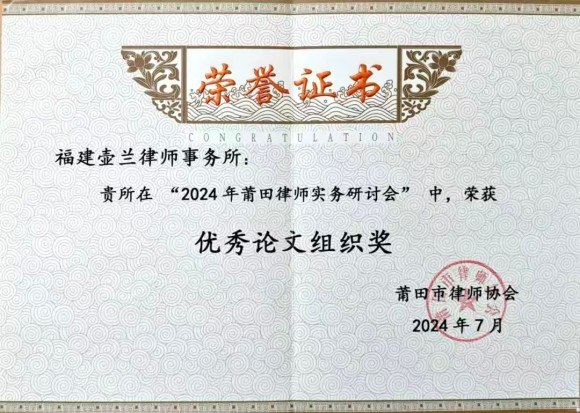 荣誉证书
CONGRATULATION
福建壶兰律师事务所：
贵所在“2024年莆田律师实务研讨会”中，荣获
优秀论文组织奖
莆田市律师协会
2024年7月